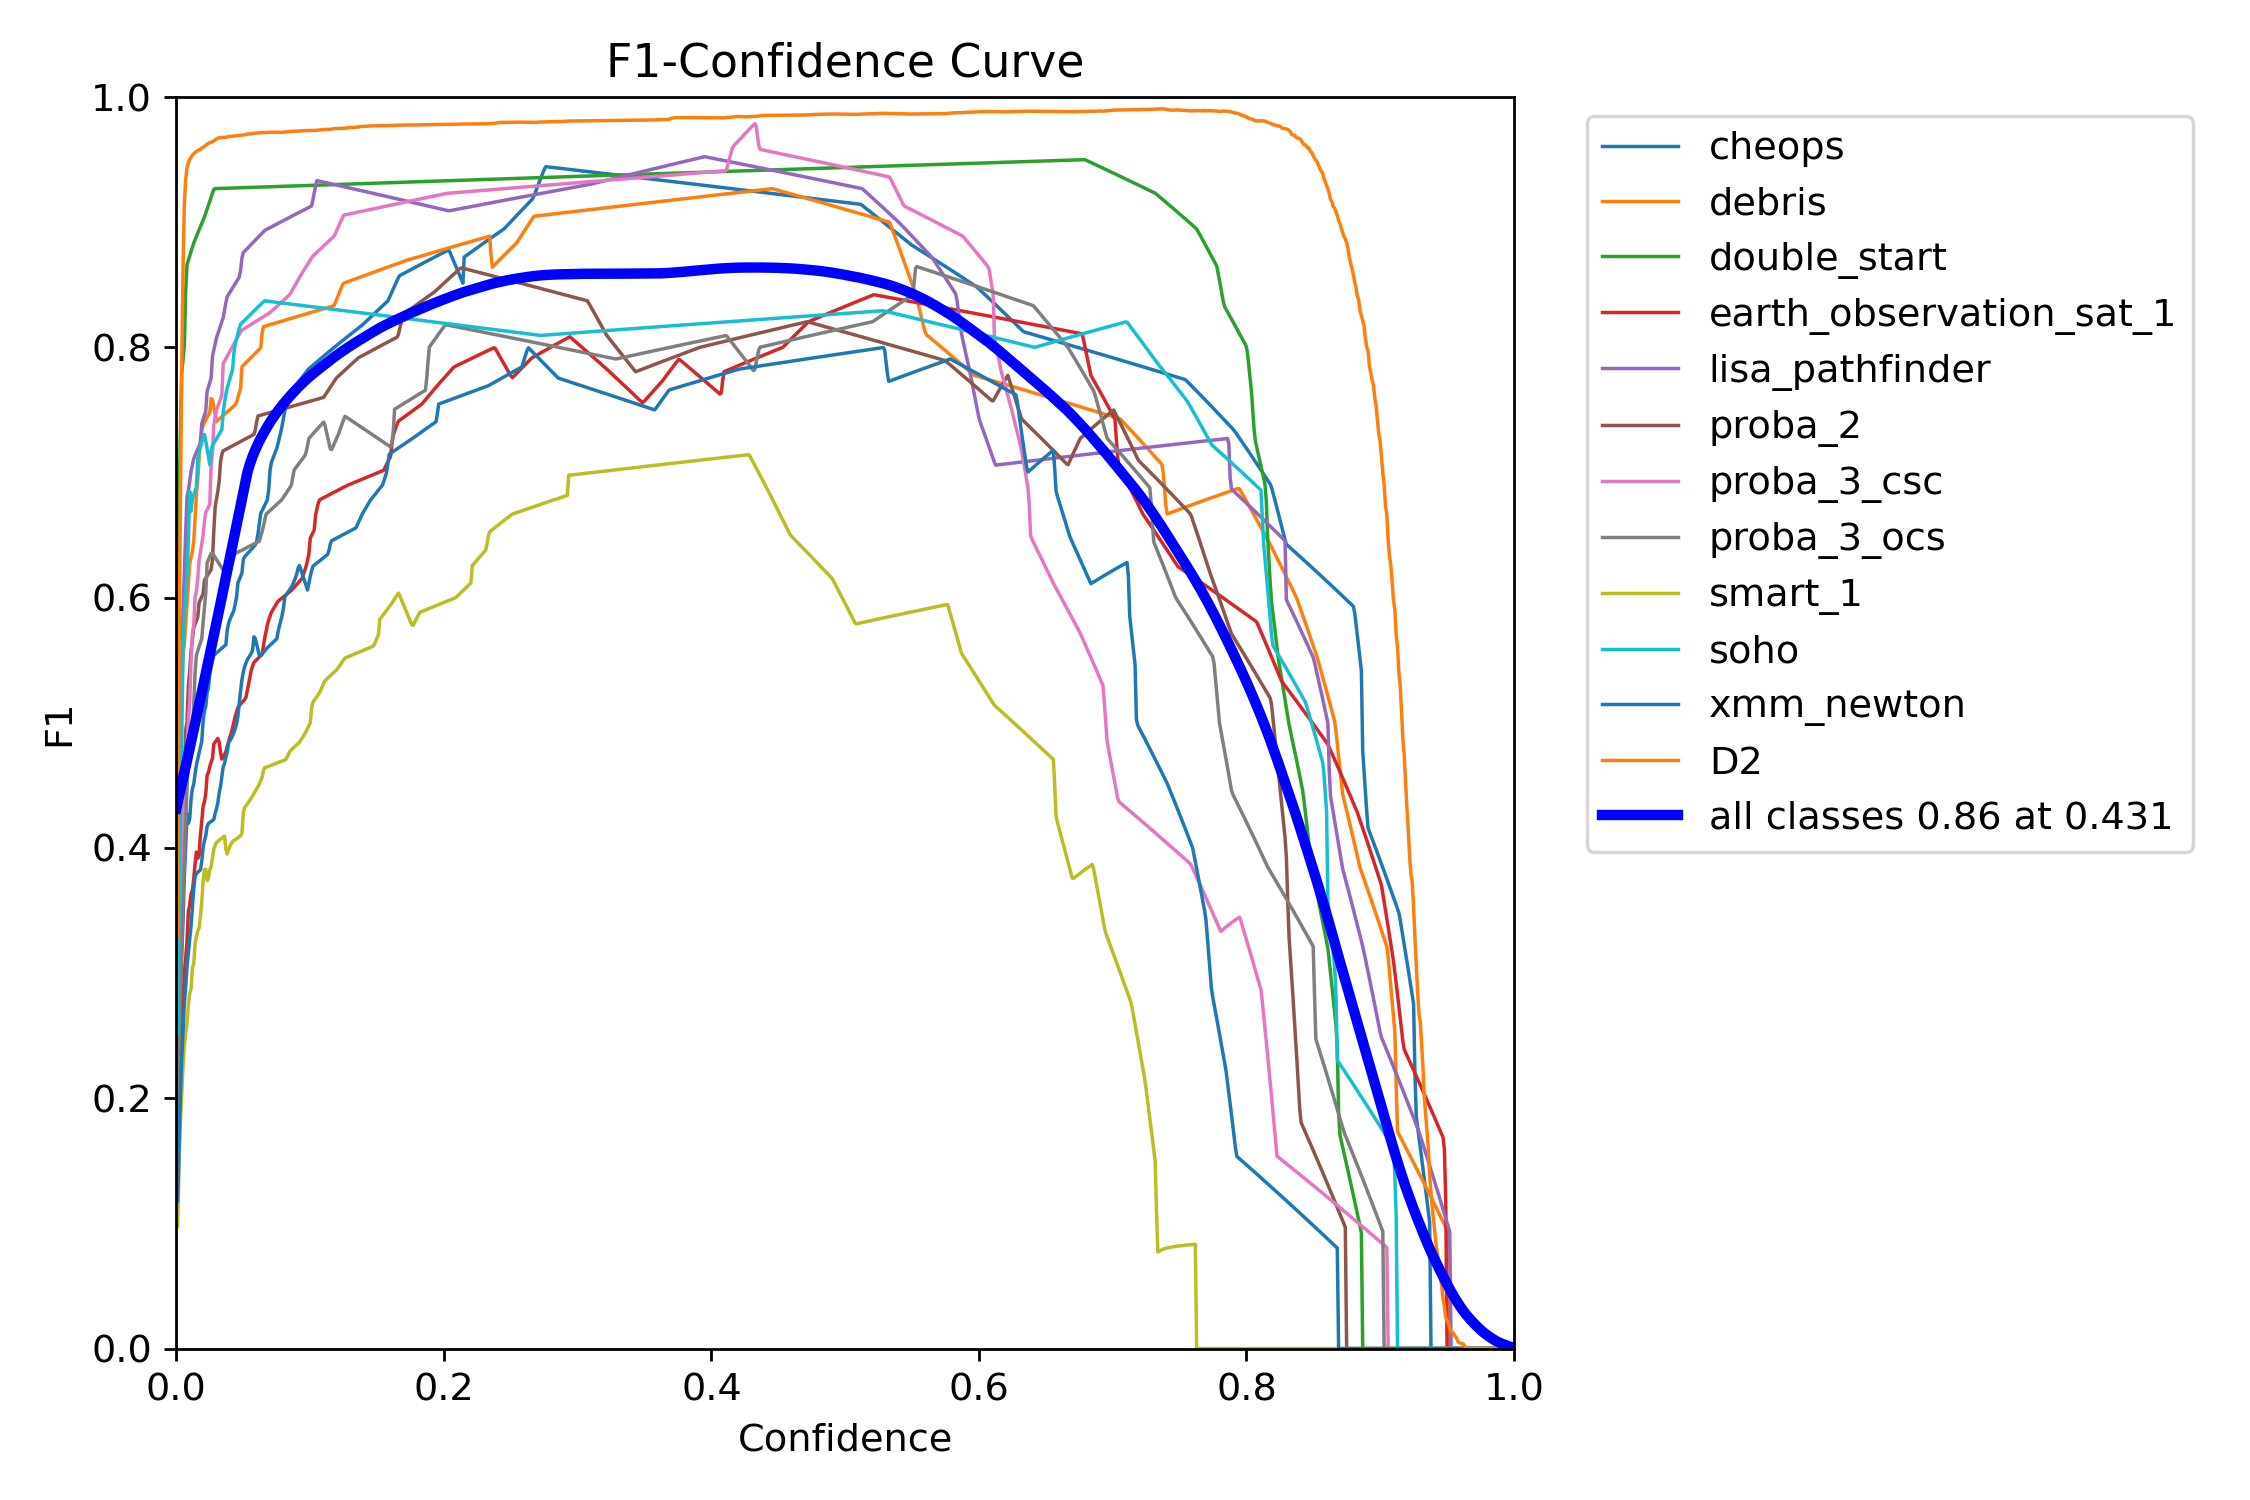 F1-Confidence Curve
1.0
0.8
0.6
0.4
0.2
0.0
F1
0.0 0.2 0.4 0.6 0.8 1.0
Confidence
cheops
debris
double_start
earth_observation_sat_1
lisa_pathfinder
proba_2
proba_3_csc
proba_3_ocs
smart_1
soho
xmm_newton
D2
all classes 0.86 at 0.431